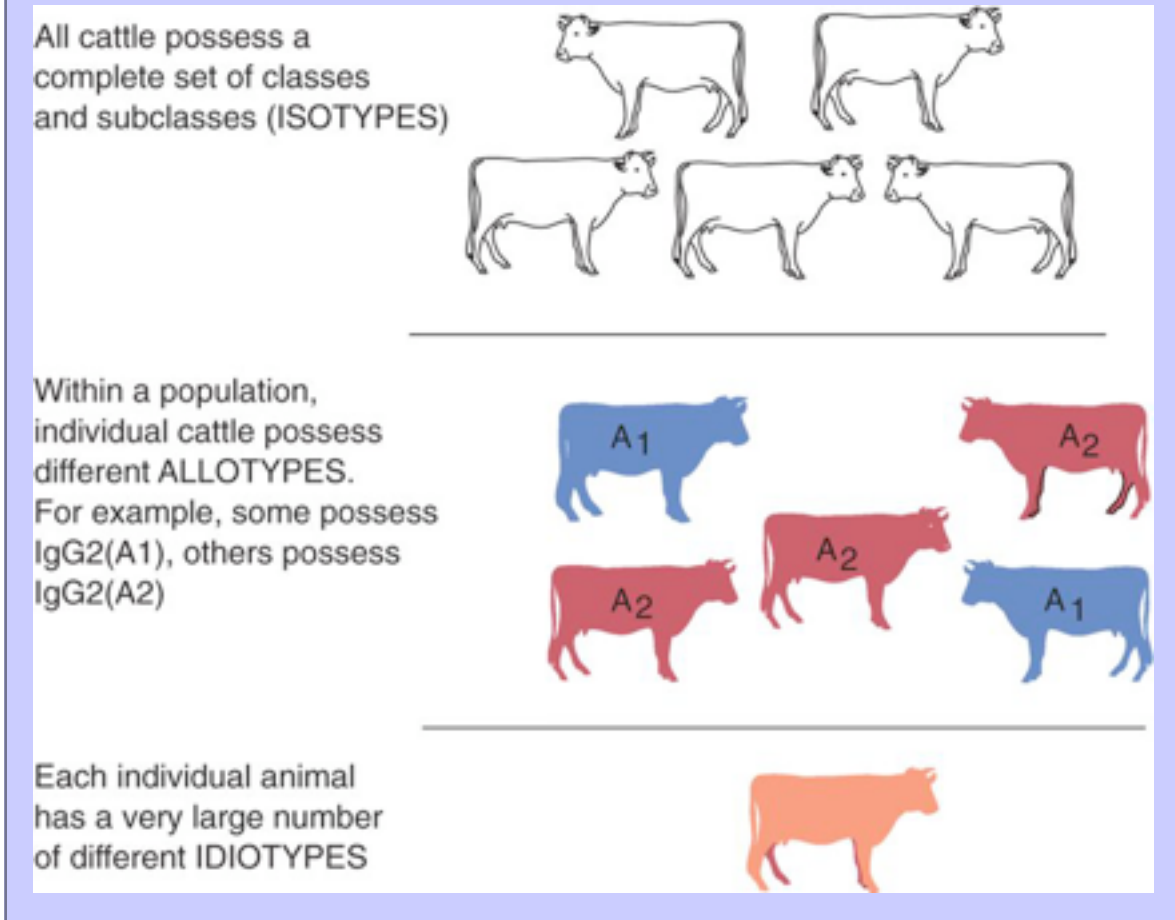 All cattle possess a
complete set of classes
and subclasses (ISOTYPES)
Within a population,
individual cattle possess
different ALLOTYPES.
For example, some possess
IgG2(A1), others possess
IgG2(A2)
A1
A2
A2
A2
A1
Each individual animal
has a very large number
of different IDIOTYPES